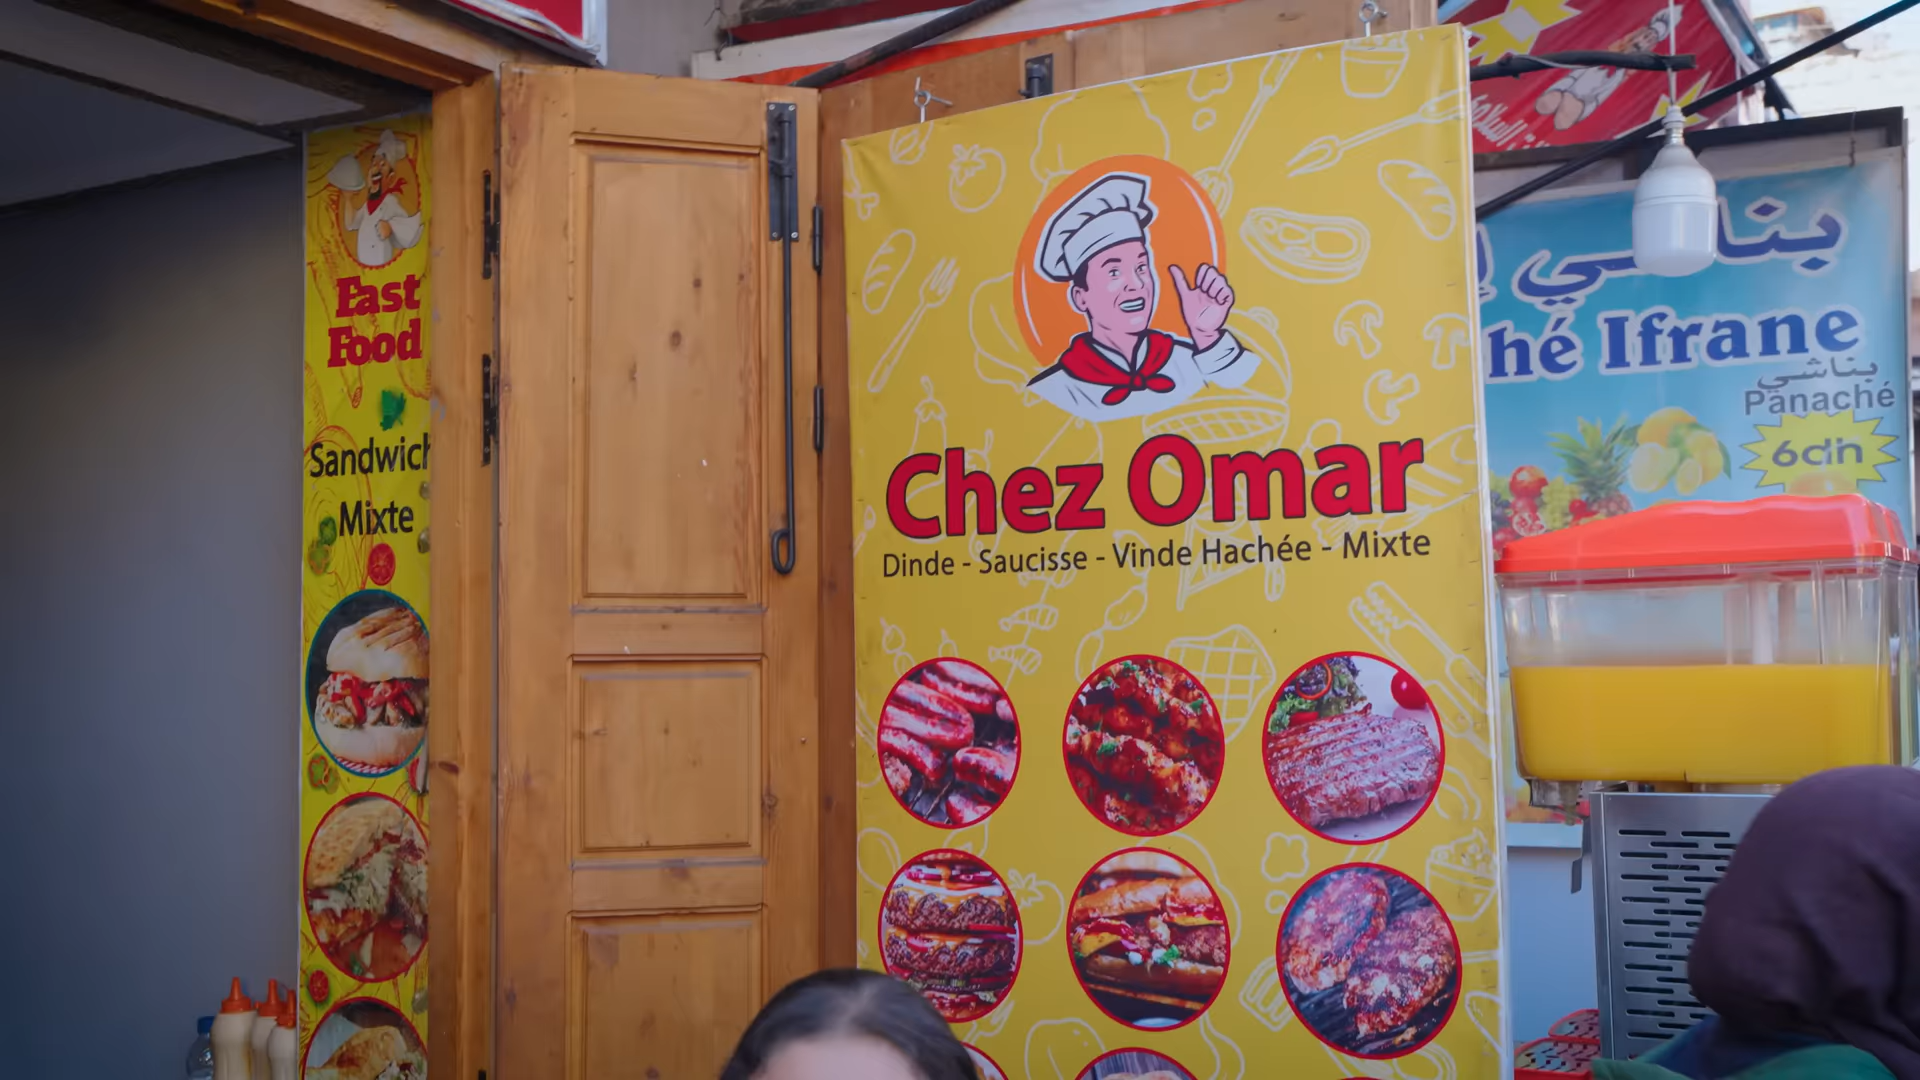 Fast
Food
Sandwich
Mixte
Chez Omar
Dinde - Saucisse - Vinde Hachée - Mixte
بناشي
hé Ifrane
بناشي
Panaché
6dh